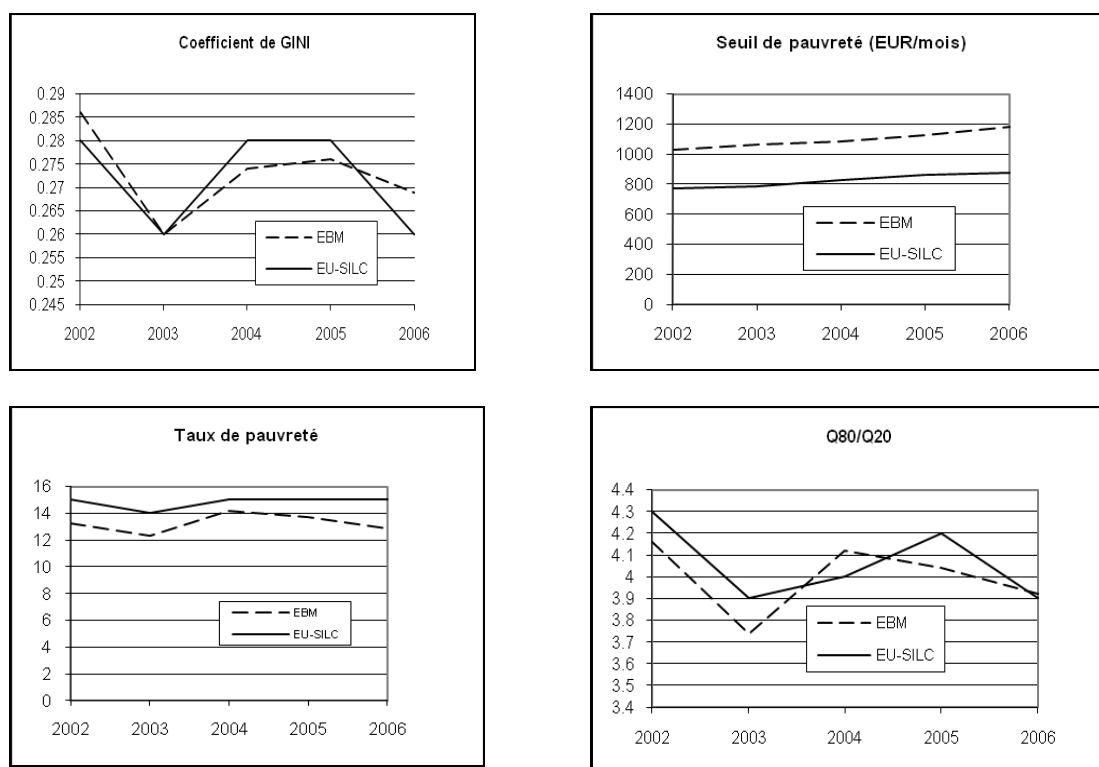 Coefficient de GINI
0.29
0.285
0.28
0.275
0.27
0.265
0.26
0.255
0.25
0.245
EBM
EU-SILC
2002 2003 2004 2005 2006
Seuil de pauvreté (EUR/mois)
1400
1200
1000
800
600
400
200
0
EBM
EU-SILC
2002 2003 2004 2005 2006
Taux de pauvreté
16
14
12
10
8
6
4
2
0
EBM
EU-SILC
2002 2003 2004 2005 2006
Q80/Q20
4.4
4.3
4.2
4.1
4
3.9
3.8
3.7
3.6
3.5
3.4
EBM
EU-SILC
2002 2003 2004 2005 2006